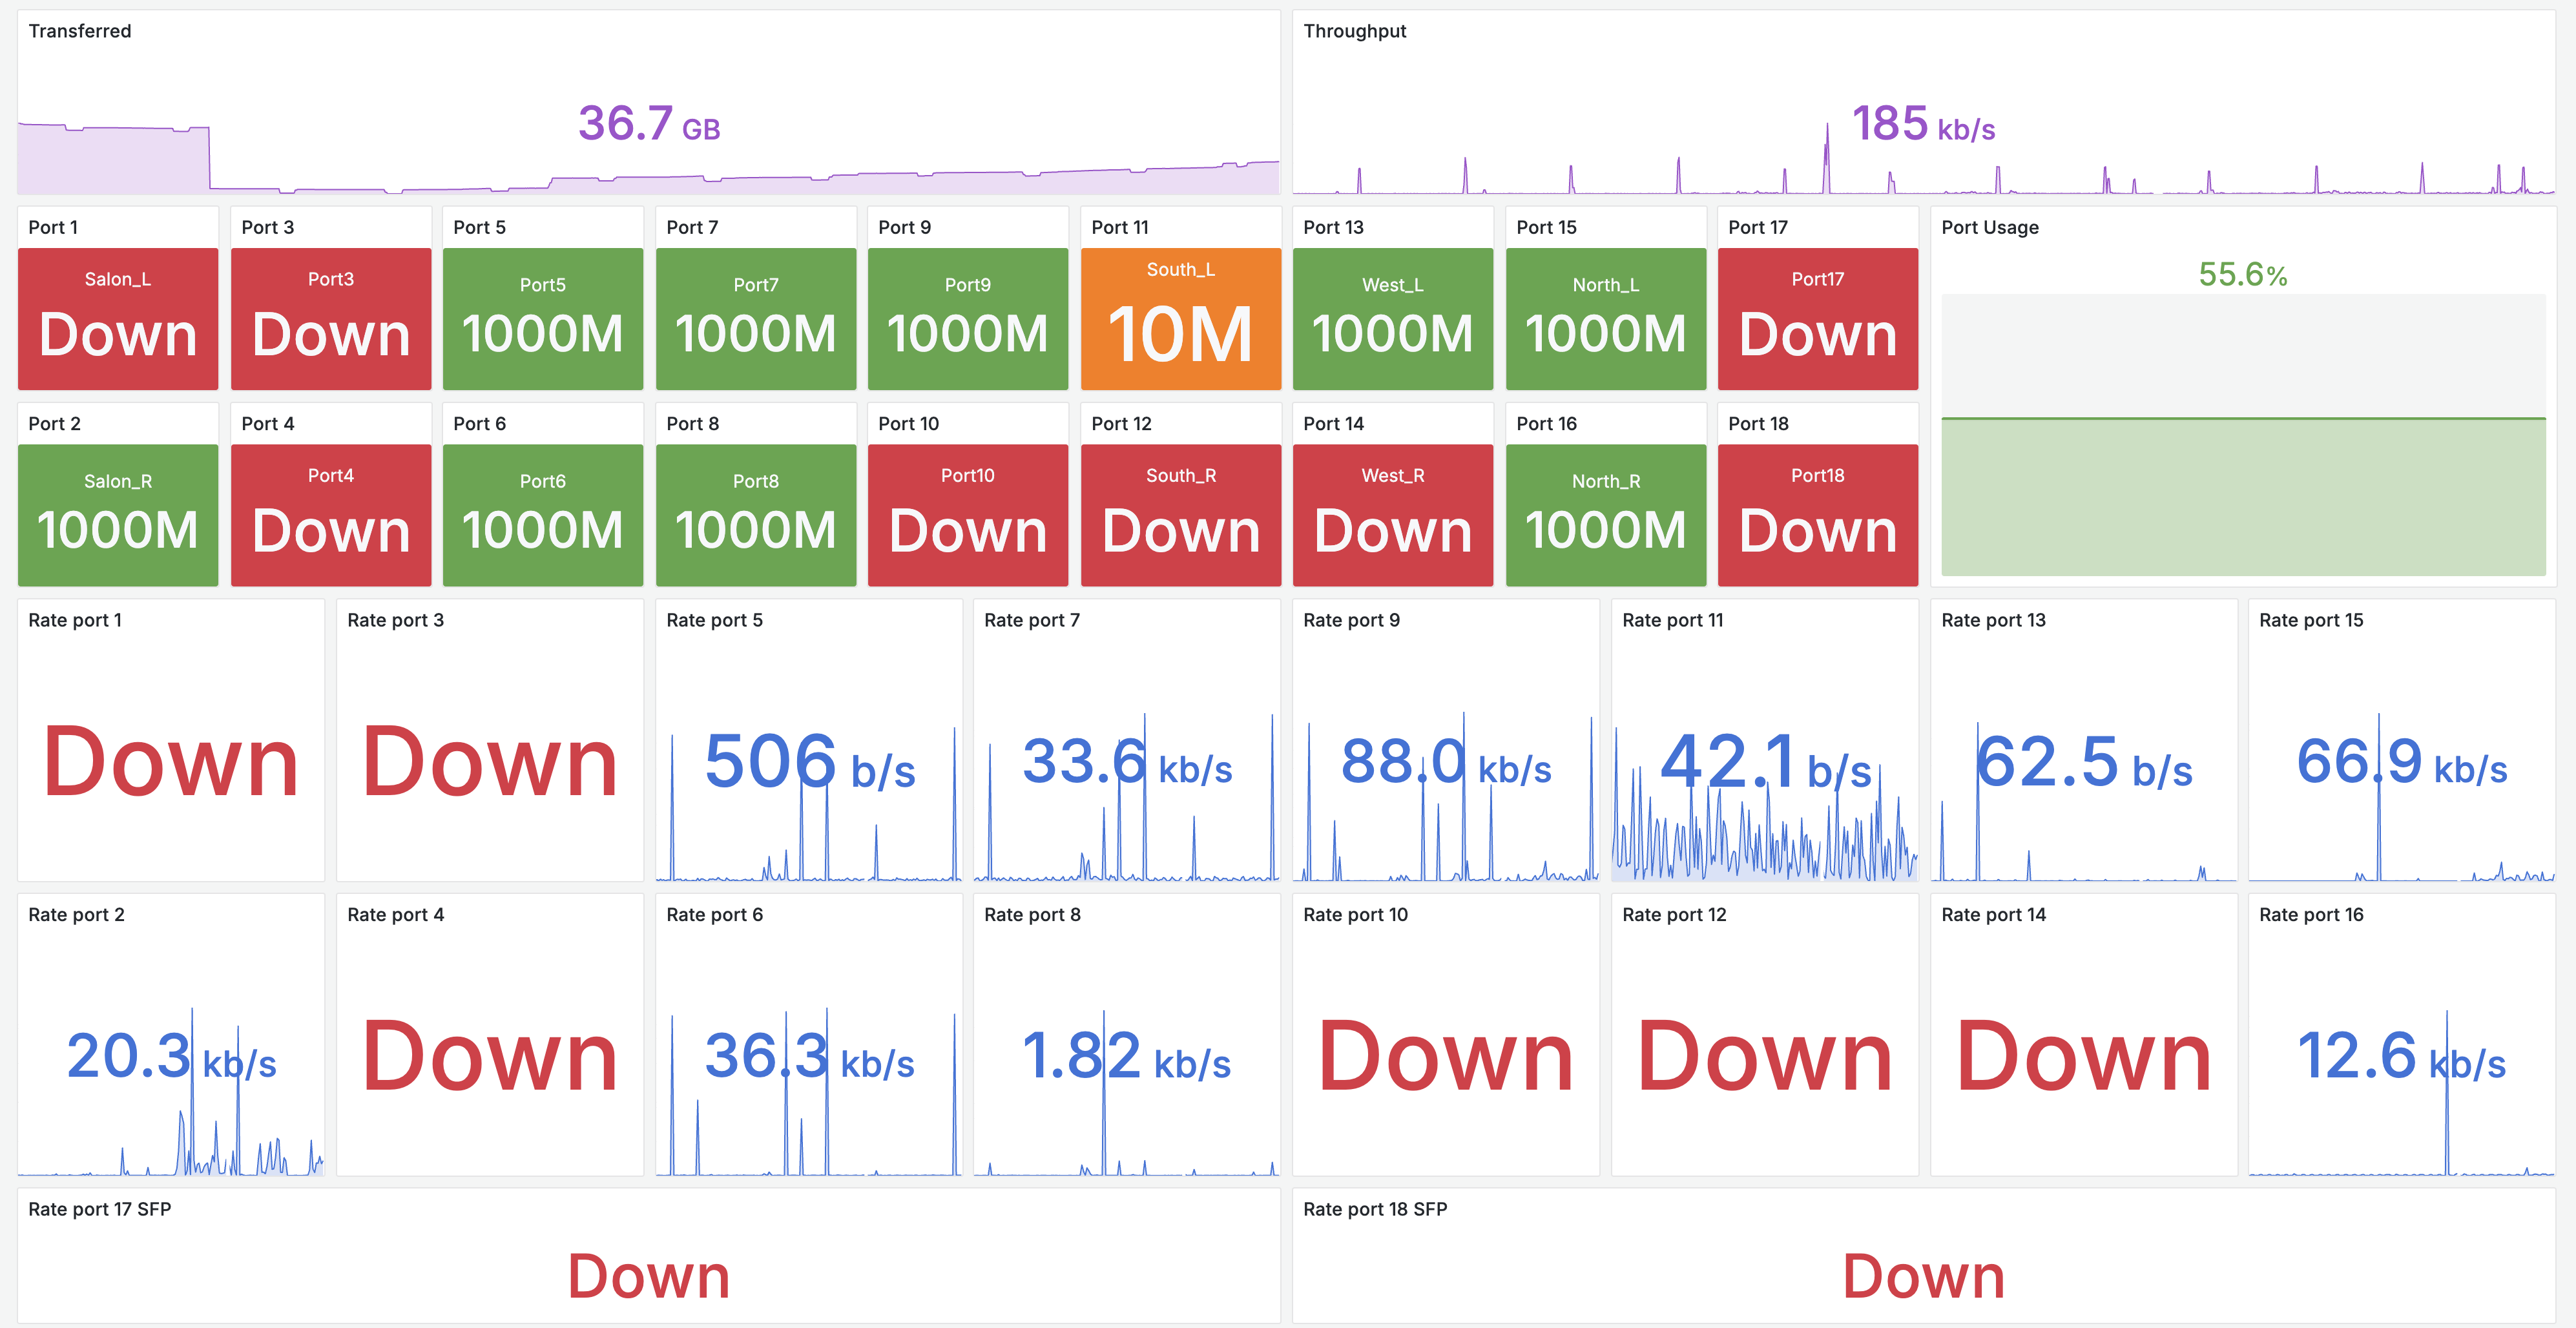 Transferred
36.7 GB
Throughput
185 kb/s
Port 1
Salon_L
Down
Port 3
Port3
Down
Port 5
Port5
1000M
Port 7
Port7
1000M
Port 9
Port9
1000M
Port 11
South_L
10M
Port 13
West_L
1000M
Port 15
North_L
1000M
Port 17
Port17
Down
Port Usage
55.6%
Port 2
Salon_R
1000M
Port 4
Port4
Down
Port 6
Port6
1000M
Port 8
Port8
1000M
Port 10
Port10
Down
Port 12
South_R
Down
Port 14
West_R
Down
Port 16
North_R
1000M
Port 18
Port18
Down
Rate port 1
Down
Rate port 3
Down
Rate port 5
506 b/s
Rate port 7
33.6 kb/s
Rate port 9
88.0 kb/s
Rate port 11
42.1 b/s
Rate port 13
62.5 b/s
Rate port 15
66.9 kb/s
Rate port 2
20.3 kb/s
Rate port 4
Down
Rate port 6
36.3 kb/s
Rate port 8
1.82 kb/s
Rate port 10
Down
Rate port 12
Down
Rate port 14
Down
Rate port 16
12.6 kb/s
Rate port 17 SFP
Down
Rate port 18 SFP
Down